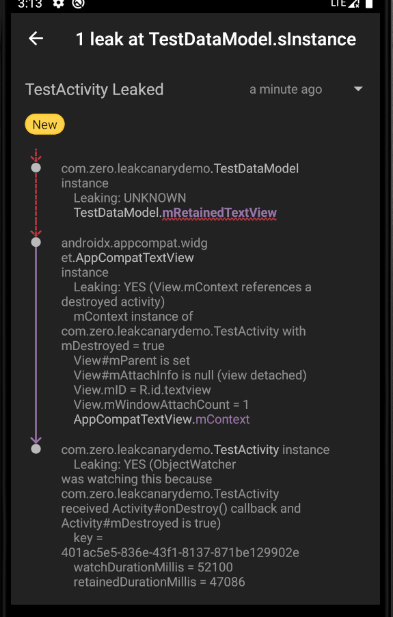 3:13
LTE
1 leak at TestDataModel.sInstance
TestActivity Leaked
a minute ago
New
com.zero.leakcanarydemo.TestDataModel
instance
Leaking: UNKNOWN
TestDataModel.mRetainedTextView
androidx.appcompat.widg
et.AppCompatTextView
instance
Leaking: YES (View.mContext references a
destroyed activity)
mContext instance of
com.zero.leakcanarydemo.TestActivity with
mDestroyed = true
View#mParent is set
View#mAttachInfo is null (view detached)
View.mID = R.id.textview
View.mWindowAttachCount = 1
AppCompatTextView.mContext
com.zero.leakcanarydemo.TestActivity instance
Leaking: YES (ObjectWatcher
was watching this because
com.zero.leakcanarydemo.TestActivity
received Activity#onDestroy() callback and
Activity#mDestroyed is true)
key =
401ac5e5-836e-43f1-8137-871be129902e
watchDurationMillis = 52100
retainedDurationMillis = 47086